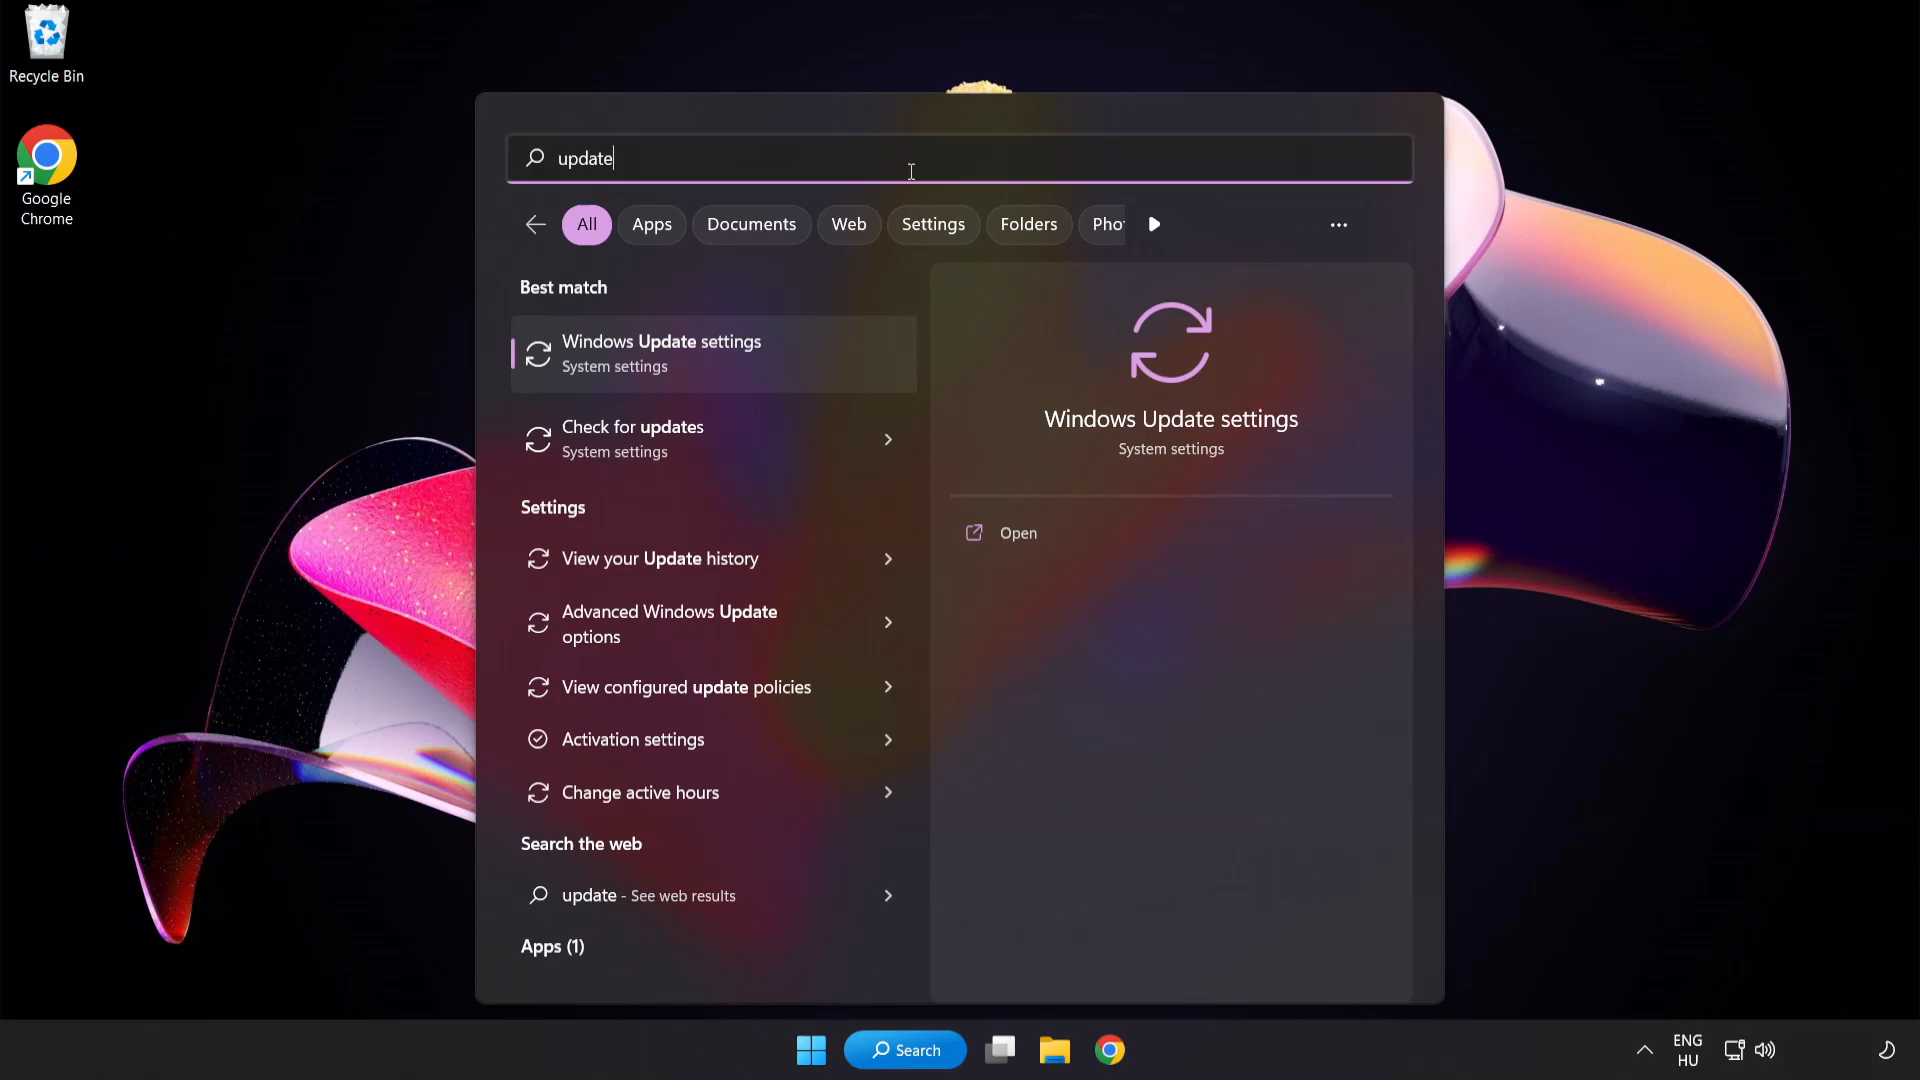 Recycle Bin
Google
Chrome
update
All
Apps
Documents
Web
Settings
Folders
Pho
Best match
Windows Update settings
System settings
Check for updates
System settings
Settings
View your Update history
Advanced Windows Update
options
View configured update policies
Activation settings
Change active hours
Search the web
update - See web results
Apps (1)
Windows Update settings
System settings
Open
Search
ENG
HU